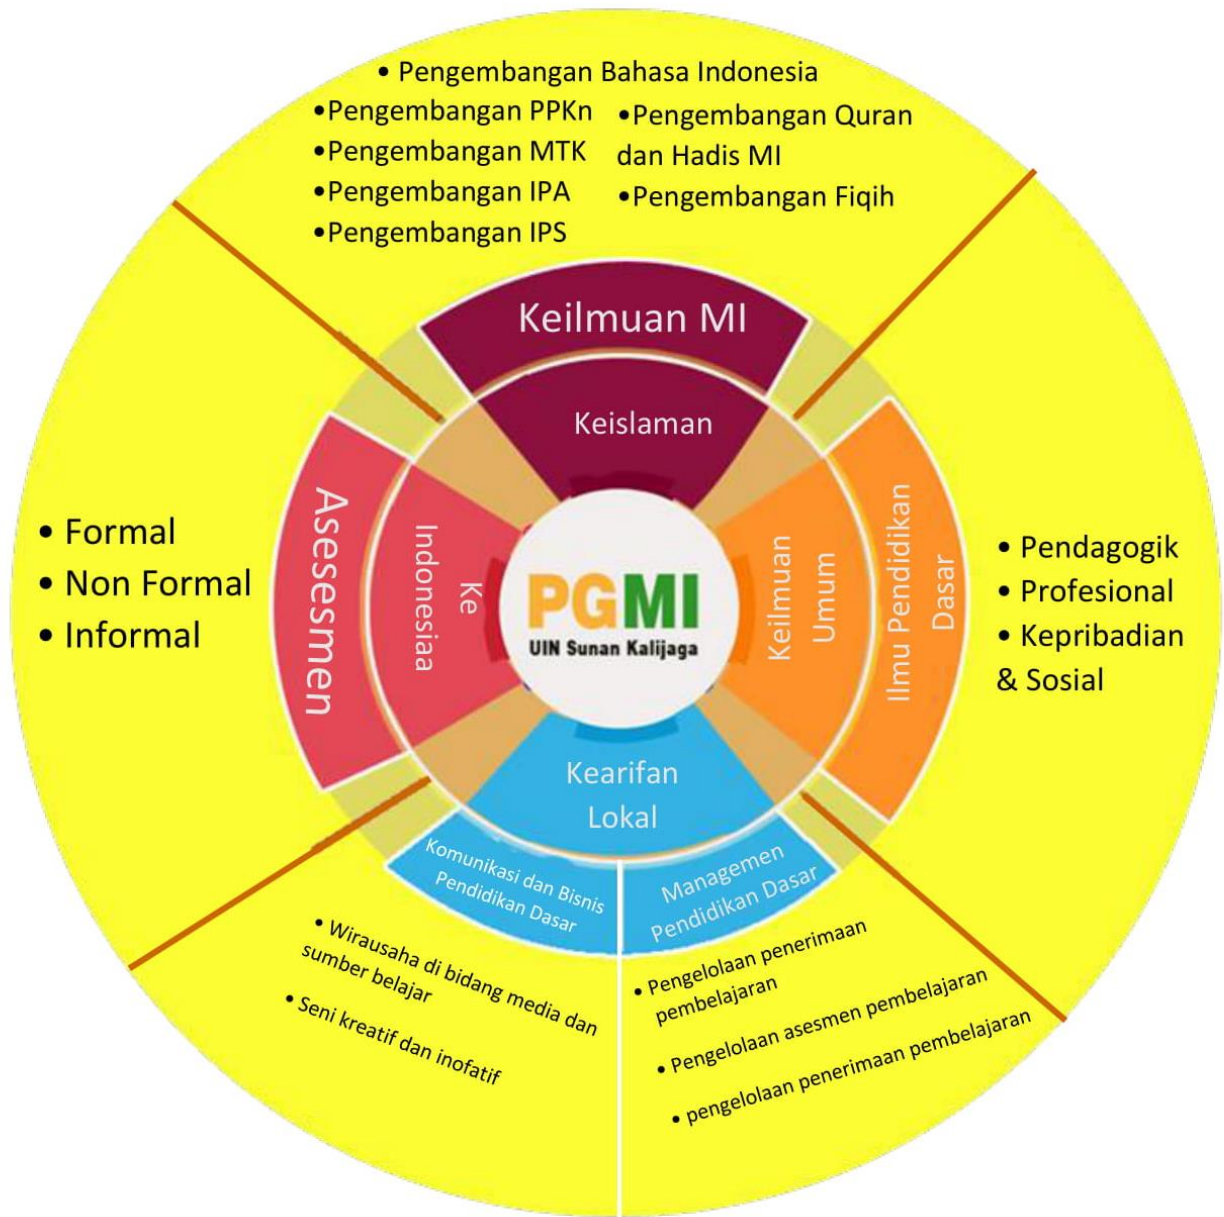 • Pengembangan Bahasa Indonesia
•Pengembangan PPKn
•Pengembangan MTK
•Pengembangan IPA
•Pengembangan IPS
•Pengembangan Quran
dan Hadis MI
•Pengembangan Fiqih
Keilmuan MI
Keislaman
• Formal
• Non Formal
• Informal
Asesesmen
Ke
Indonesiaa
PGMI
UIN Sunan Kalijaga
Keilmuan
Umum
Ilmu Pendidikan
Dasar
• Pendagogik
• Profesional
• Kepribadian
& Sosial
Kearifan
Lokal
Komunikasi dan Bisnis
Pendidikan Dasar
Managemen
Pendidikan Dasar
• Wirausaha di bidang media dan
sumber belajar
• Seni kreatif dan inofatif
• Pengelolaan penerimaan
pembelajaran
• Pengelolaan asesmen pembelajaran
• pengelolaan penerimaan pembelajaran